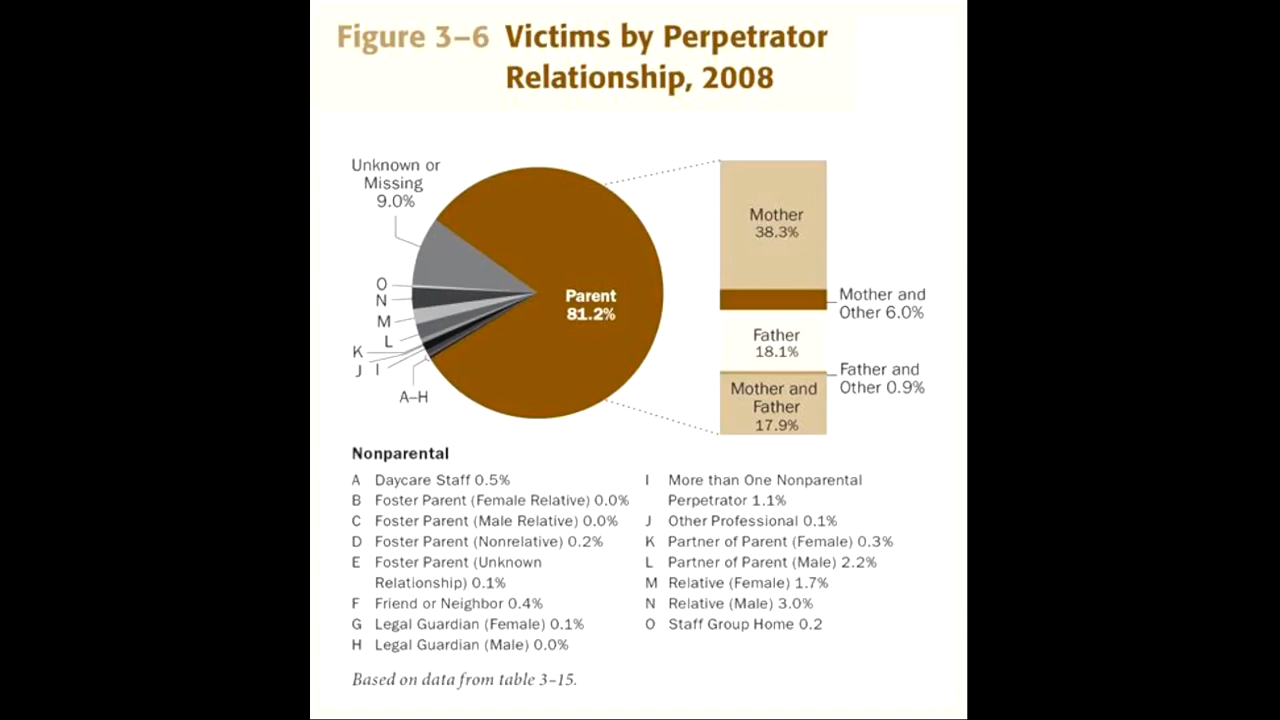 Figure 3–6 Victims by Perpetrator
Relationship, 2008
Unknown or
Missing
9.0%
O
N
M
L
K
J
I
A–H
Parent
81.2%
Mother
38.3%
Mother and
Other 6.0%
Father
18.1%
Father and
Other 0.9%
Mother and
Father
17.9%
Nonparental
A Daycare Staff 0.5%
B Foster Parent (Female Relative) 0.0%
C Foster Parent (Male Relative) 0.0%
D Foster Parent (Nonrelative) 0.2%
E Foster Parent (Unknown
Relationship) 0.1%
F Friend or Neighbor 0.4%
G Legal Guardian (Female) 0.1%
H Legal Guardian (Male) 0.0%
I More than One Nonparental
Perpetrator 1.1%
J Other Professional 0.1%
K Partner of Parent (Female) 0.3%
L Partner of Parent (Male) 2.2%
M Relative (Female) 1.7%
N Relative (Male) 3.0%
O Staff Group Home 0.2
Based on data from table 3–15.